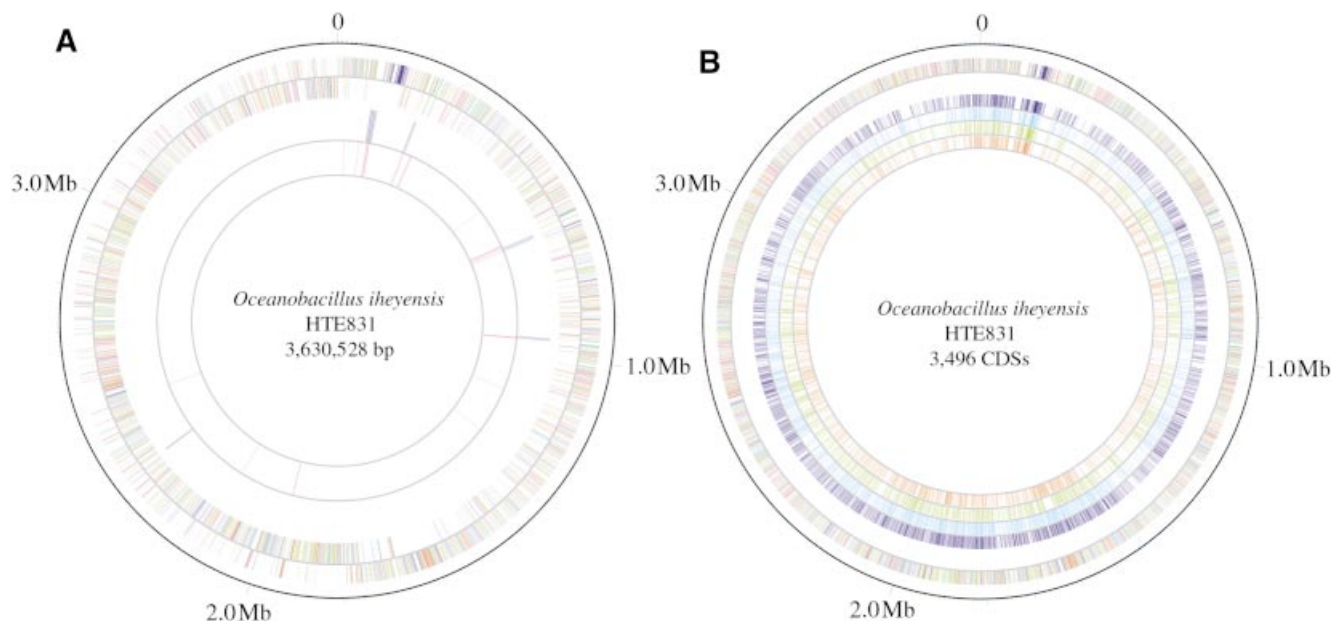 A
0
3.0Mb
Oceanobacillus iheyensis
HTE831
3,630,528 bp
1.0Mb
2.0Mb
B
0
3.0Mb
Oceanobacillus iheyensis
HTE831
3,496 CDSs
1.0Mb
2.0Mb